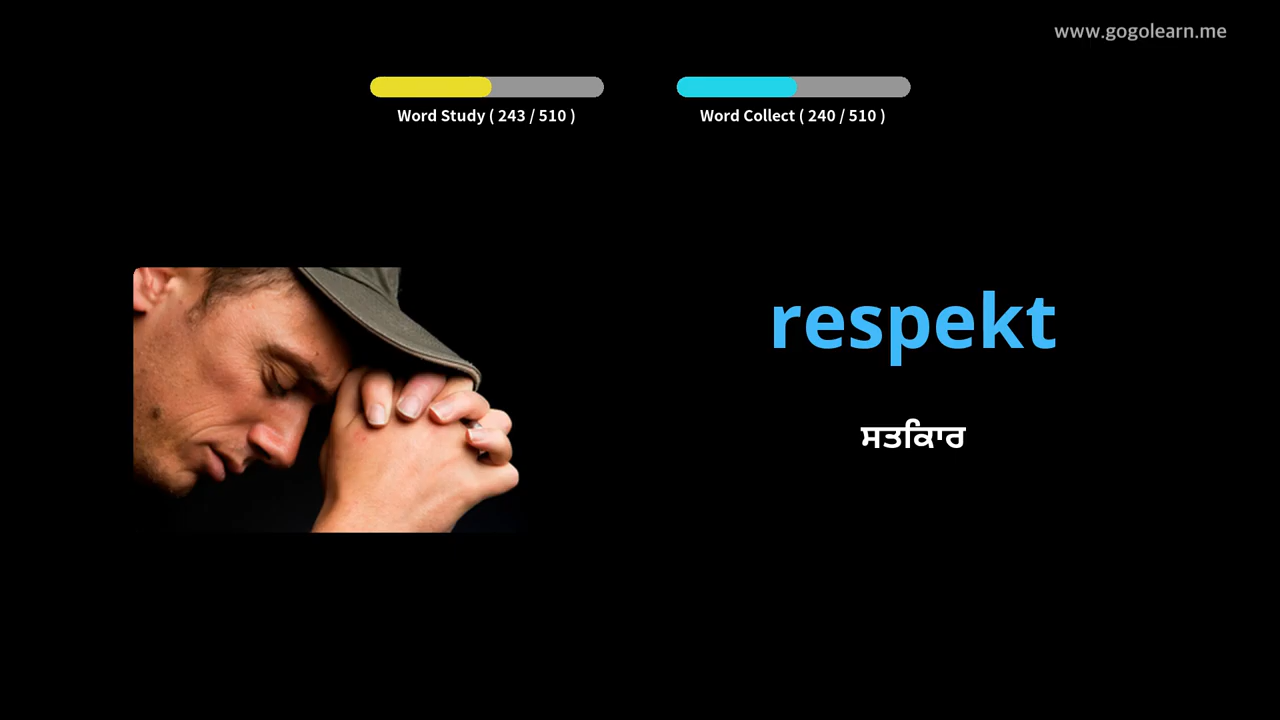 www.gogolearn.me
Word Study ( 243 / 510 )
Word Collect ( 240 / 510 )
respekt
ਸਤਕਿਾਰ